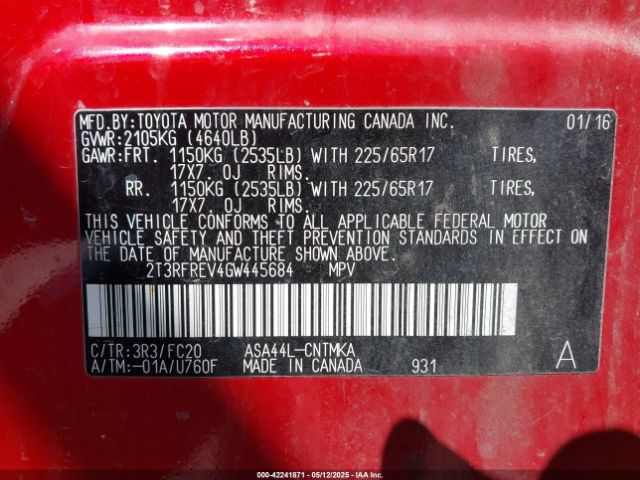 MFD.BY:TOYOTA MOTOR MANUFACTURING CANADA INC. 01/16
GVWR:2105KG (4640LB)
GAWR:FRT. 1150KG (2535LB) WITH 225/65R17 TIRES,
17X7.0J RIMS.
RR. 1150KG (2535LB) WITH 225/65R17 TIRES,
17X7.0J RIMS.
THIS VEHICLE CONFORMS TO ALL APPLICABLE FEDERAL MOTOR
VEHICLE SAFETY AND THEFT PREVENTION STANDARDS IN EFFECT ON
THE DATE OF MANUFACTURE SHOWN ABOVE.
2T3RFREV4GW445684 MPV
C/TR:3R3/FC20 ASA44L-CNTMKA A
A/TM:-01A/U760F MADE IN CANADA 931
000-42241871 - 05/12/2025 - IAA Inc.